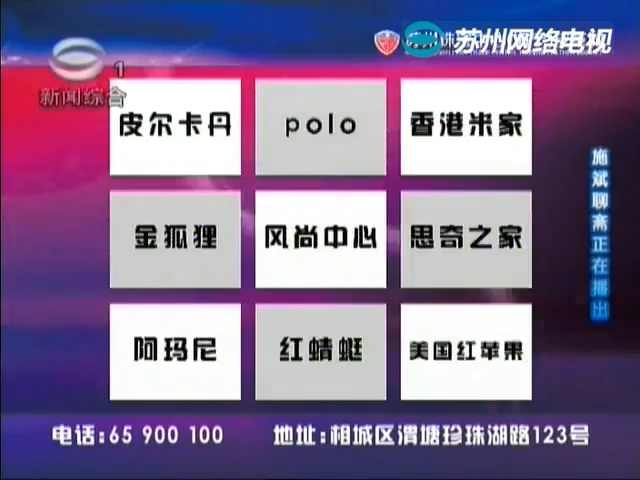 苏州网络电视
1
新闻综合
皮尔卡丹
polo
香港米家
金狐狸
风尚中心
思奇之家
阿玛尼
红蜻蜓
美国红苹果
施斌聊斋正在播出
电话:65 900 100
地址:相城区渭塘珍珠湖路123号